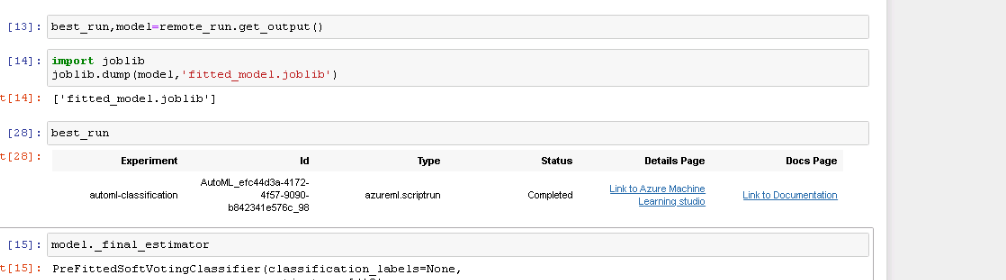 [13]: best_run,model=remote_run.get_output()
[14]: import joblib
joblib.dump(model,'fitted_model.joblib')
t[14]: ['fitted_model.joblib']
[28]: best_run
t[28]:
Experiment Id Type Status Details Page Docs Page
automl-classification AutoML_efc44d3a-4172-4f57-9090-b842341e576c_98 azureml.scriptrun Completed Link to Azure Machine Learning studio Link to Documentation
[15]: model._final_estimator
t[15]: PreFittedSoftVotingClassifier(classification_labels=None,